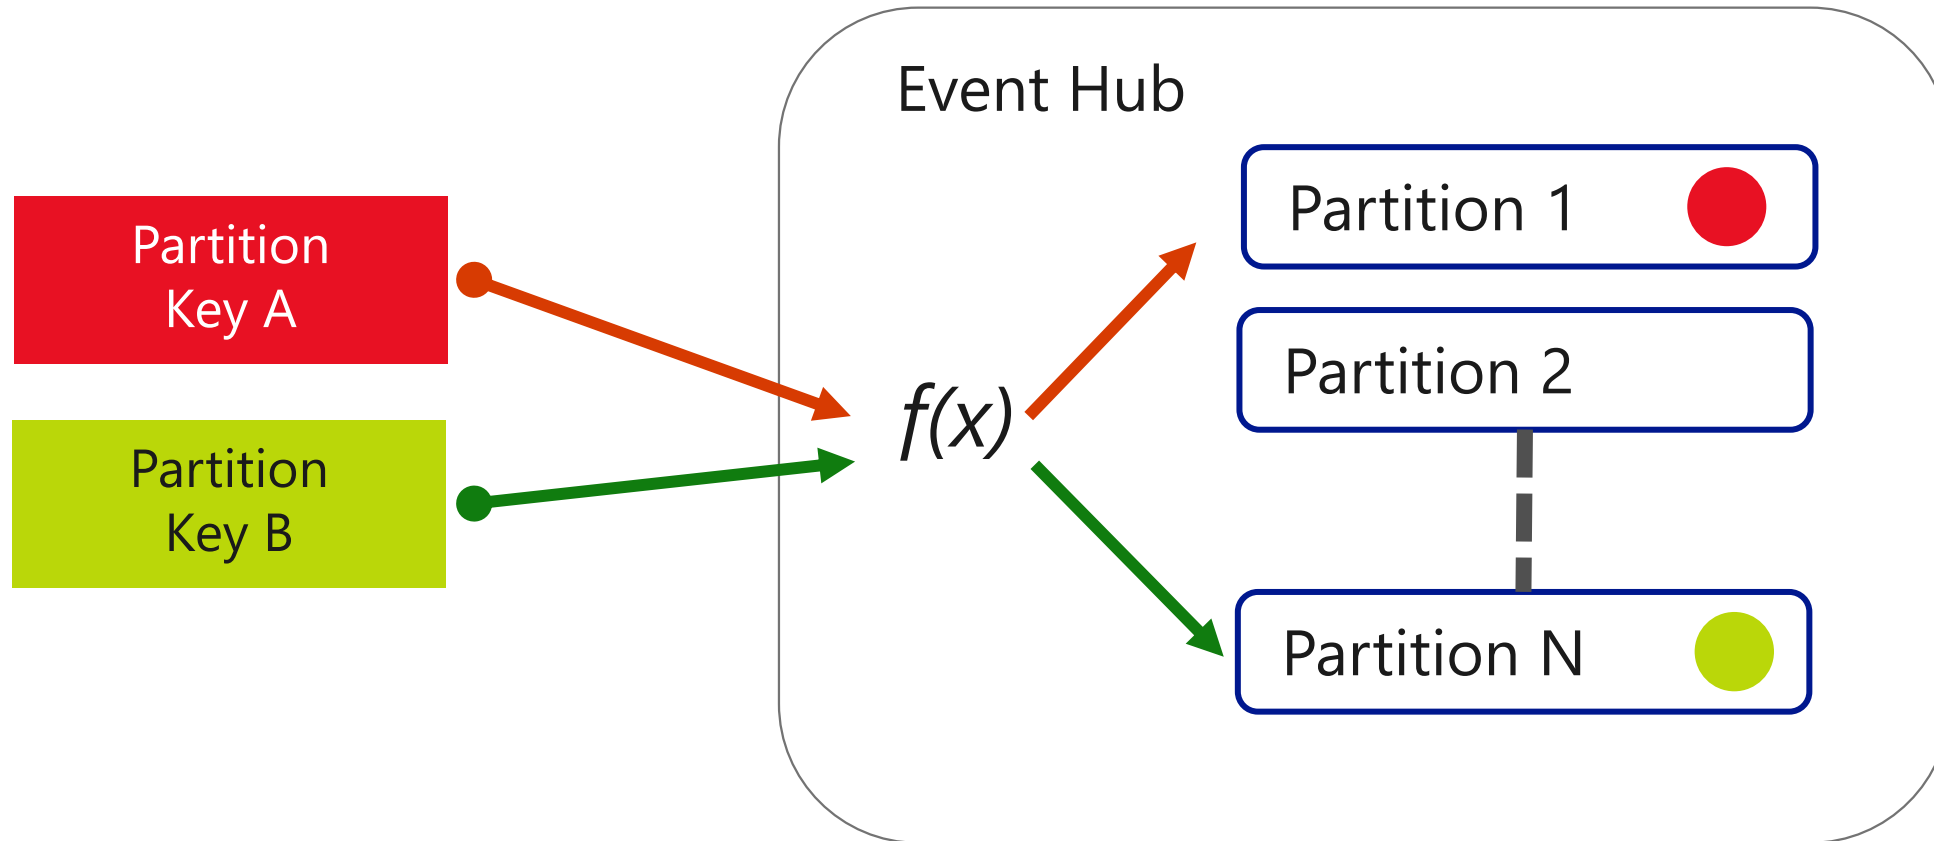 Event Hub
Partition
Key A
Partition
Key B
f(x)
Partition 1
Partition 2
Partition N